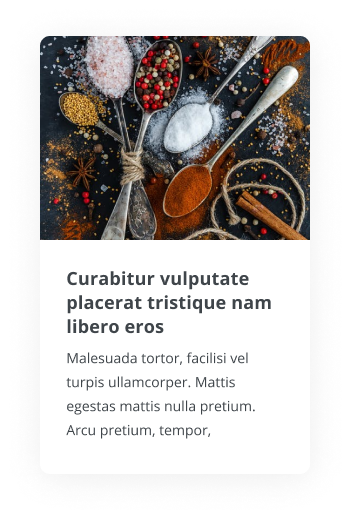 Curabitur vulputate
placerat tristique nam
libero eros
Malesuada tortor, facilisi vel
turpis ullamcorper. Mattis
egestas mattis nulla pretium.
Arcu pretium, tempor,